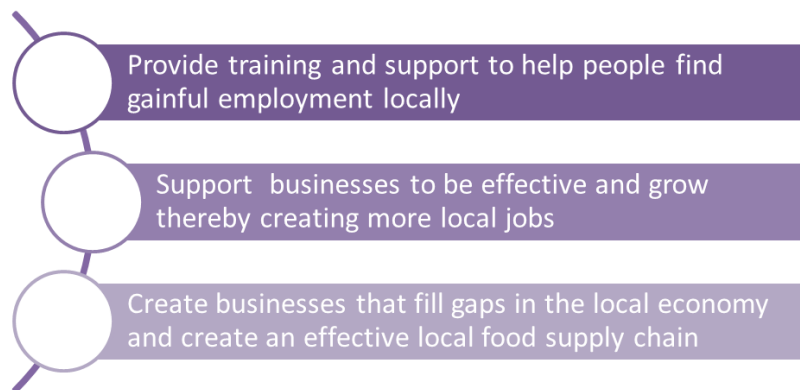 Provide training and support to help people find
gainful employment locally
Support  businesses to be effective and grow
thereby creating more local jobs
Create businesses that fill gaps in the local economy
and create an effective local food supply chain